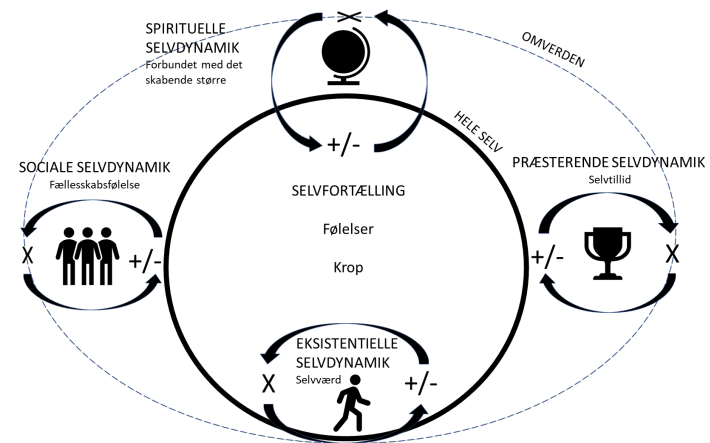 SPIRITUELLE
SELVDYNAMIK
Forbundet med det
skabende større
X
OMVERDEN
+/-
HELE SELV
SOCIALE SELVDYNAMIK
Fællesskabsfølelse
X
+/-
SELVFORTÆLLING
Følelser
Krop
PRÆSTERENDE SELVDYNAMIK
Selvtillid
+/-
X
EKSISTENTIELLE
SELVDYNAMIK
Selvværd
X
+/-